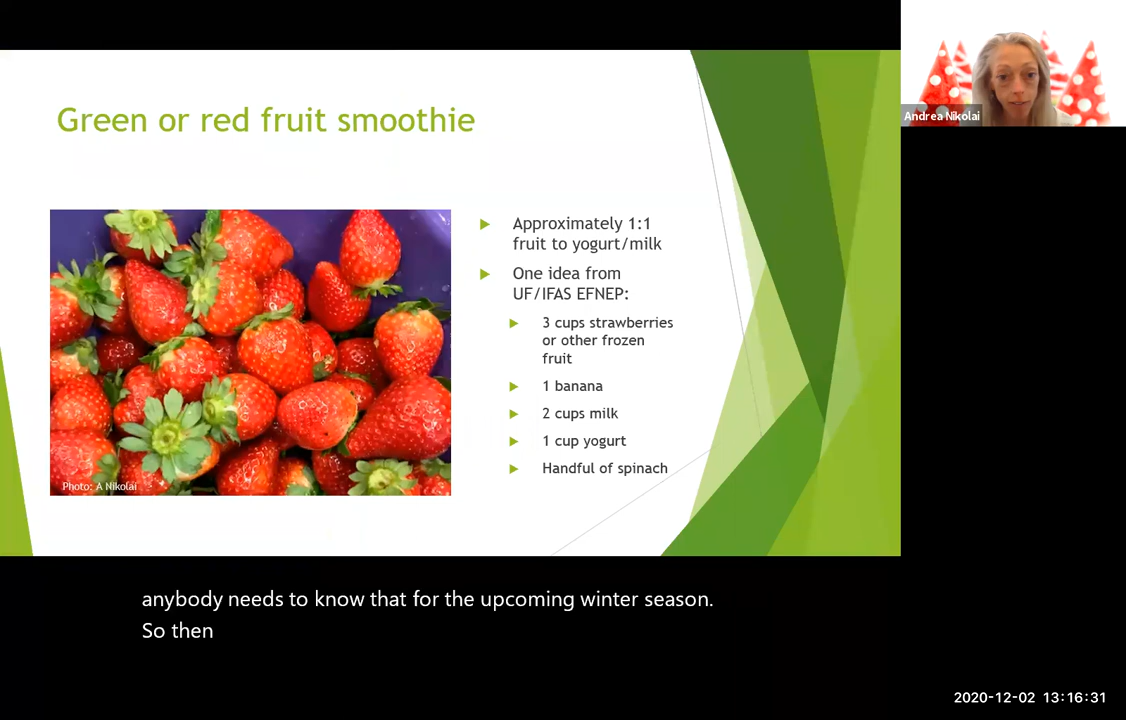 Green or red fruit smoothie
Approximately 1:1
fruit to yogurt/milk
One idea from
UF/IFAS EFNEP:
3 cups strawberries
or other frozen
fruit
1 banana
2 cups milk
1 cup yogurt
Handful of spinach
Photo: A Nikolai
Andrea Nikolai
anybody needs to know that for the upcoming winter season.
So then
2020-12-02 13:16:31